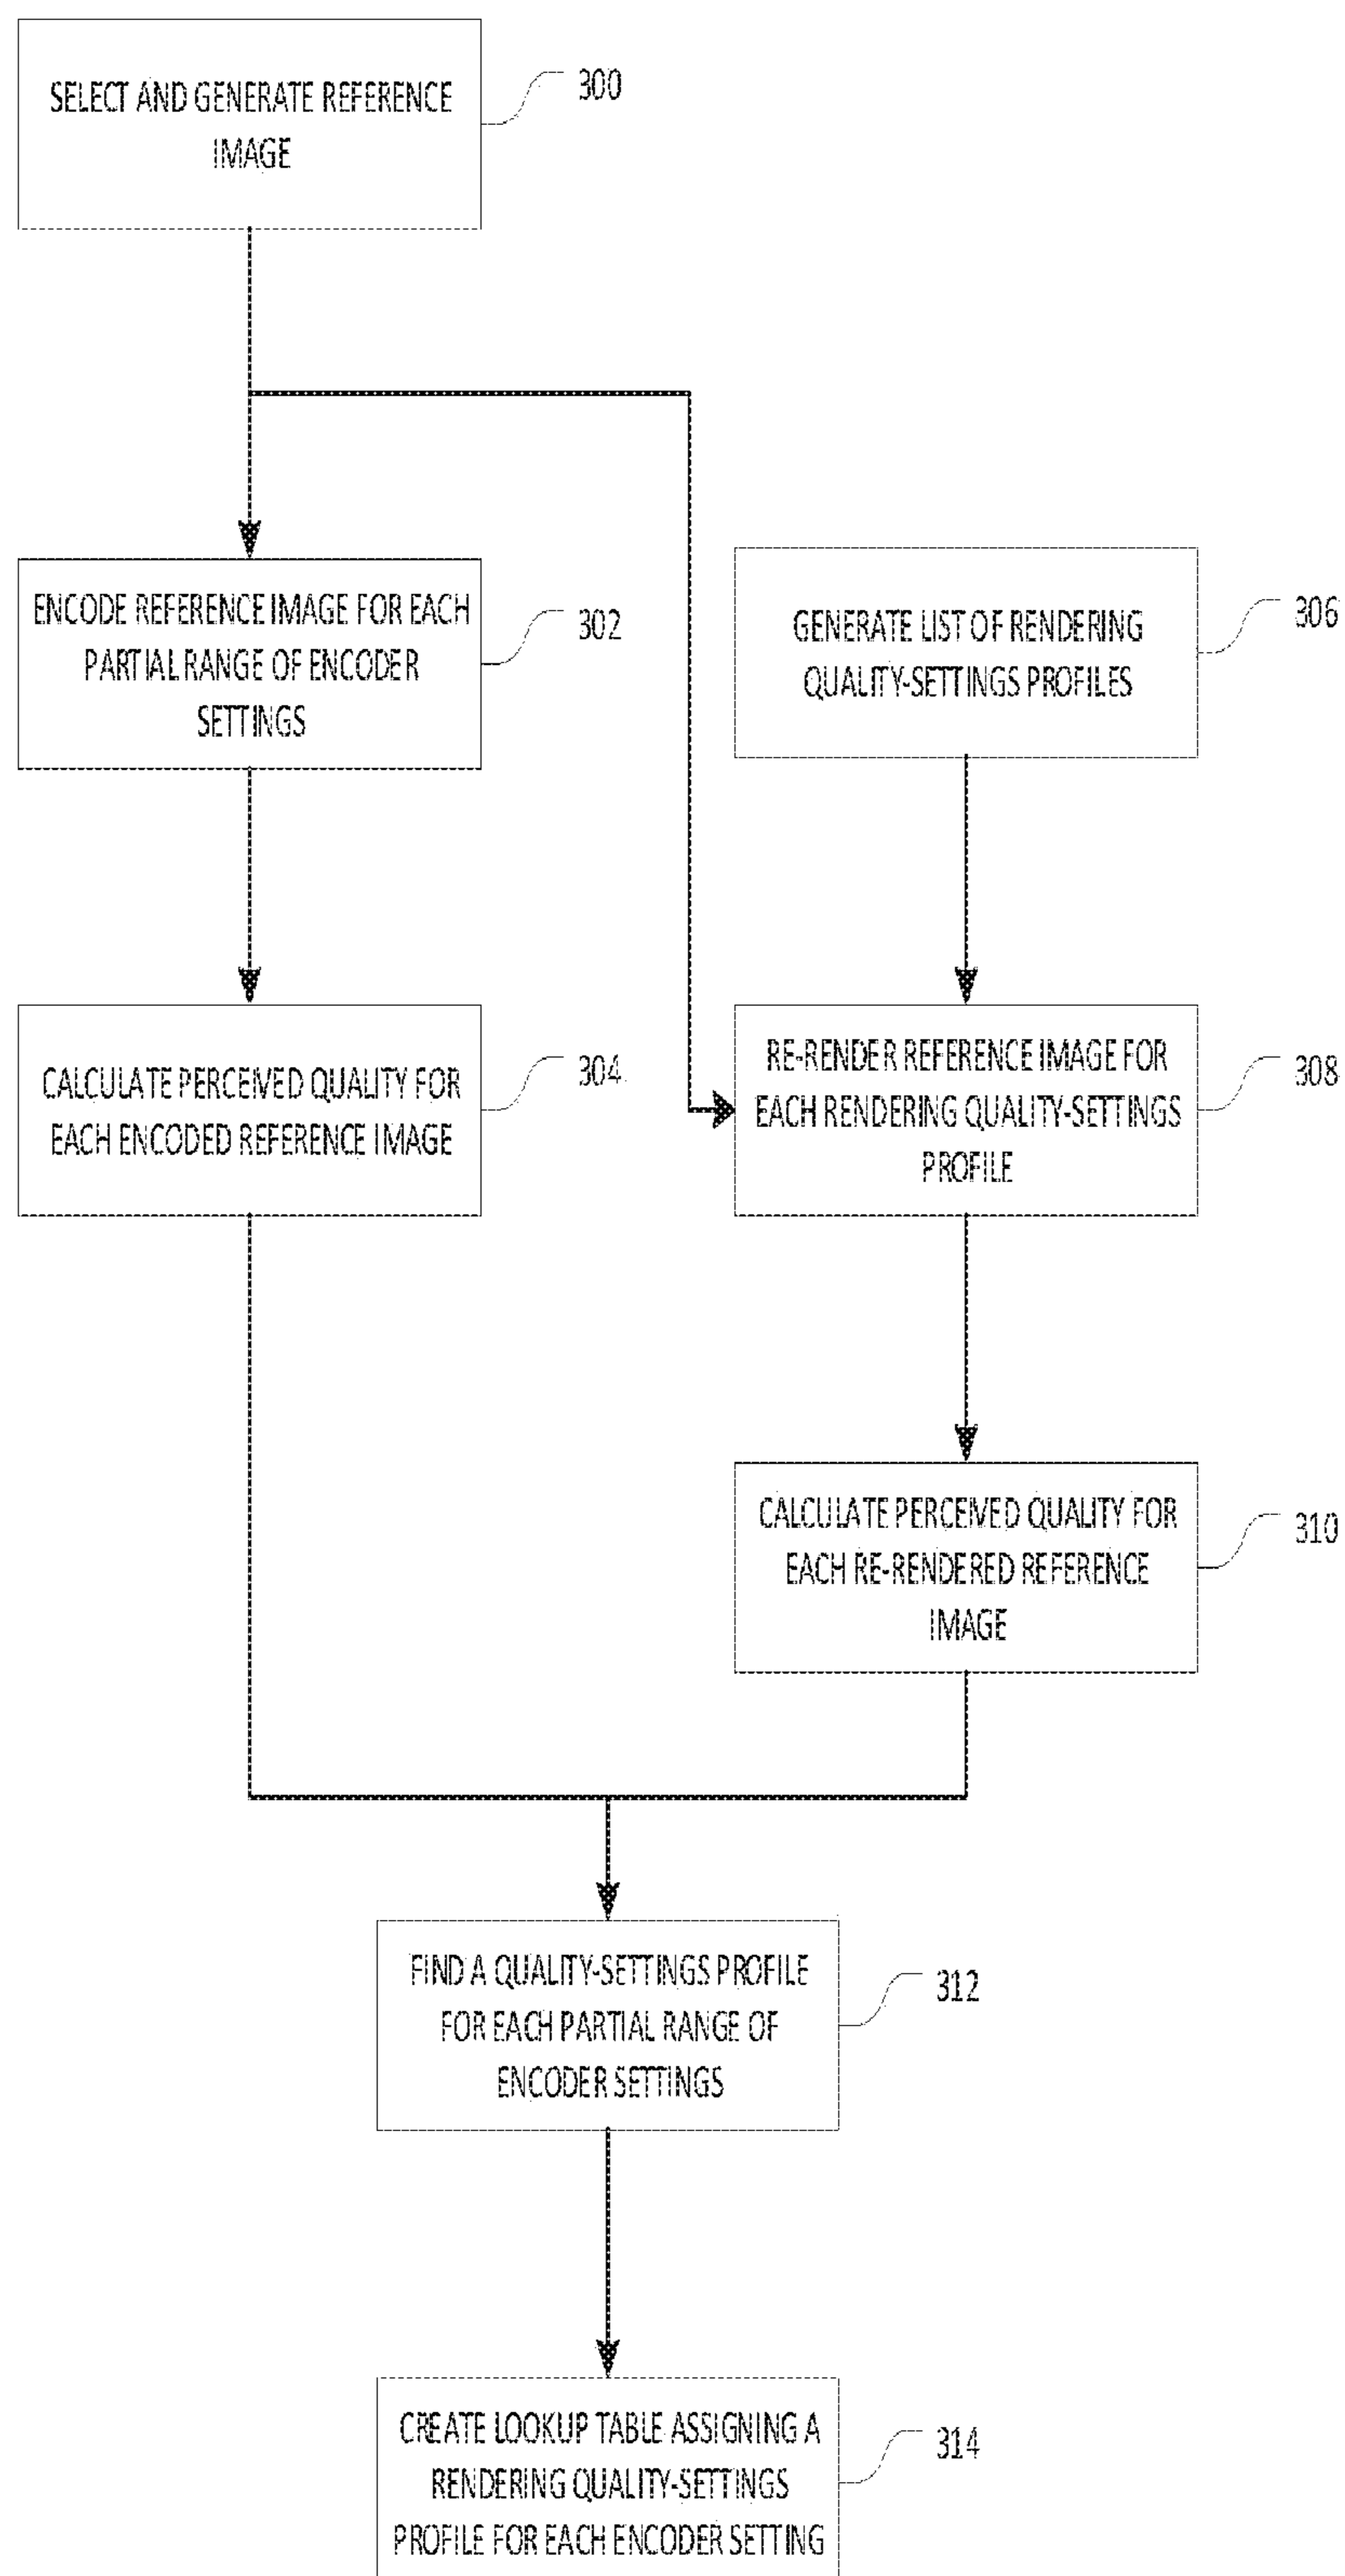 SELECT AND GENERATE REFERENCE
IMAGE
300
ENCODE REFERENCE IMAGE FOR EACH
PARTIAL RANGE OF ENCODER
SETTINGS
302
GENERATE LIST OF RENDERING
QUALITY-SETTINGS PROFILES
306
CALCULATE PERCEIVED QUALITY FOR
EACH ENCODED REFERENCE IMAGE
304
RE-RENDER REFERENCE IMAGE FOR
EACH RENDERING QUALITY-SETTINGS
PROFILE
308
CALCULATE PERCEIVED QUALITY FOR
EACH RE-RENDERED REFERENCE
IMAGE
310
FIND A QUALITY-SETTINGS PROFILE
FOR EACH PARTIAL RANGE OF
ENCODER SETTINGS
312
CREATE LOOKUP TABLE ASSIGNING A
RENDERING QUALITY-SETTINGS
PROFILE FOR EACH ENCODER SETTING
314